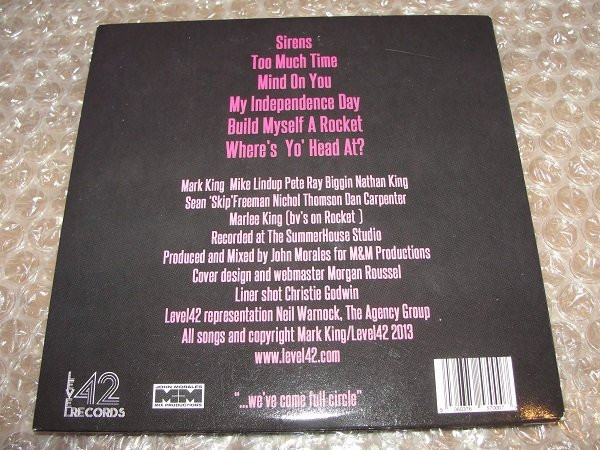 Sirens
Too Much Time
Mind On You
My Independence Day
Build Myself A Rocket
Where's Yo' Head At?
Mark King Mike Lindup Pete Ray Biggin Nathan King
Sean 'Skip'Freeman Nichol Thomson Dan Carpenter
Marlee King (bv's on Rocket )
Recorded at The SummerHouse Studio
Produced and Mixed by John Morales for M&M Productions
Cover design and webmaster Morgan Roussel
Liner shot Christie Godwin
Level42 representation Neil Warnock, The Agency Group
All songs and copyright Mark King/Level42 2013
www.level42.com
LEVEL 42
RECORDS
JOHN MORALES
M+M
MIX PRODUCTIONS
"...we've come full circle"